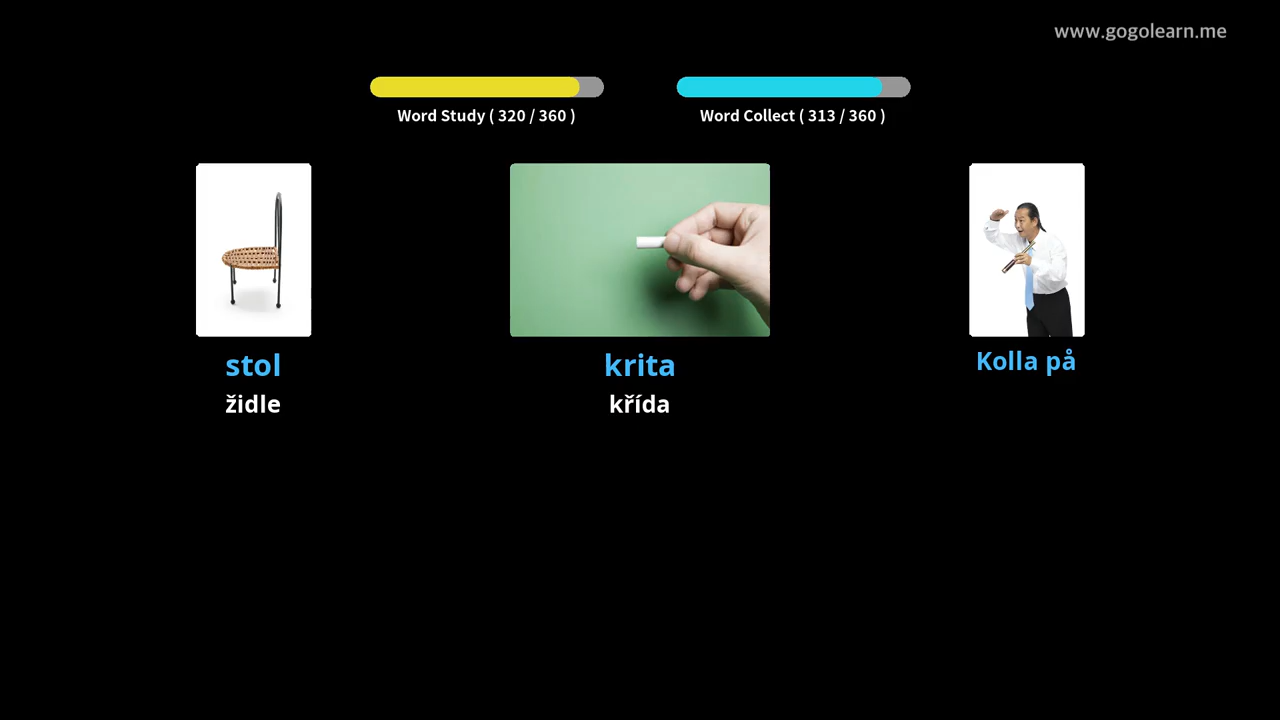 www.gogolearn.me
Word Study ( 320 / 360 )
Word Collect ( 313 / 360 )
stol
židle
krita
křída
Kolla på